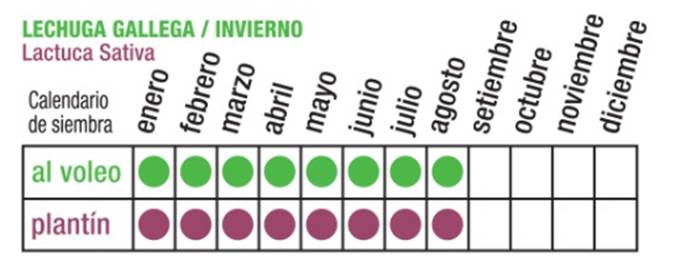 LECHUGA GALLEGA / INVIERNO
Lactuca Sativa
Calendario
de siembra
enero febrero marzo abril mayo junio julio agosto setiembre octubre noviembre diciembre
al voleo
plantín